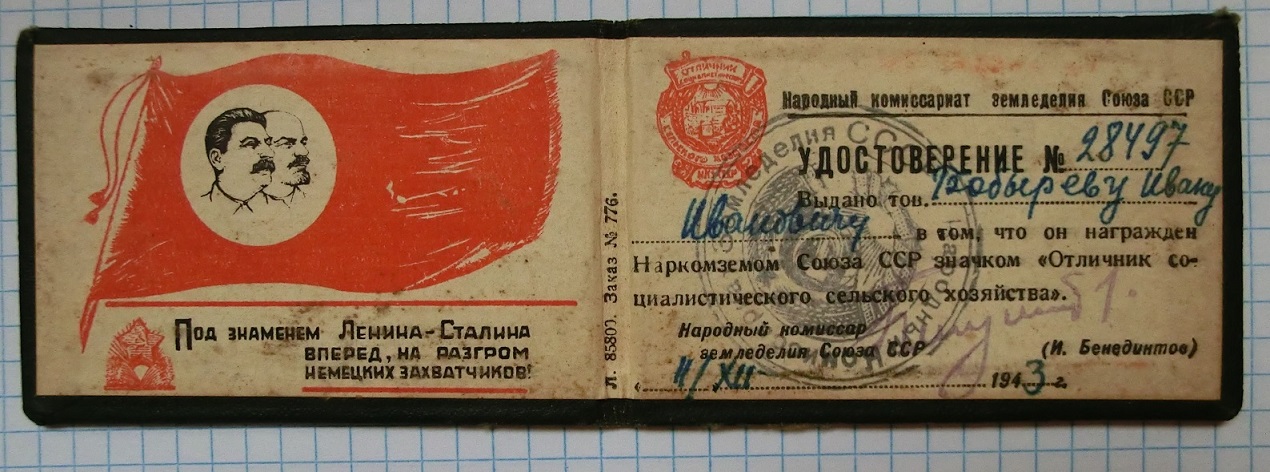 Под знаменем Ленина-Сталина
вперед, на разгром
немецких захватчиков!
Л. 85800. Заказ № 776.
ОТЛИЧНИК
Народный комиссариат земледелия Союза ССР
УДОСТОВЕРЕНИЕ № 28497
Выдано тов. Бобыреву Ивану
Ивановичу в том, что он награжден
Наркомземом Союза ССР значком «Отличник со-
циалистического сельского хозяйства».
Народный комиссар
земледелия Союза ССР
(И. Бенедиктов)
" 4/XII 1943 г.